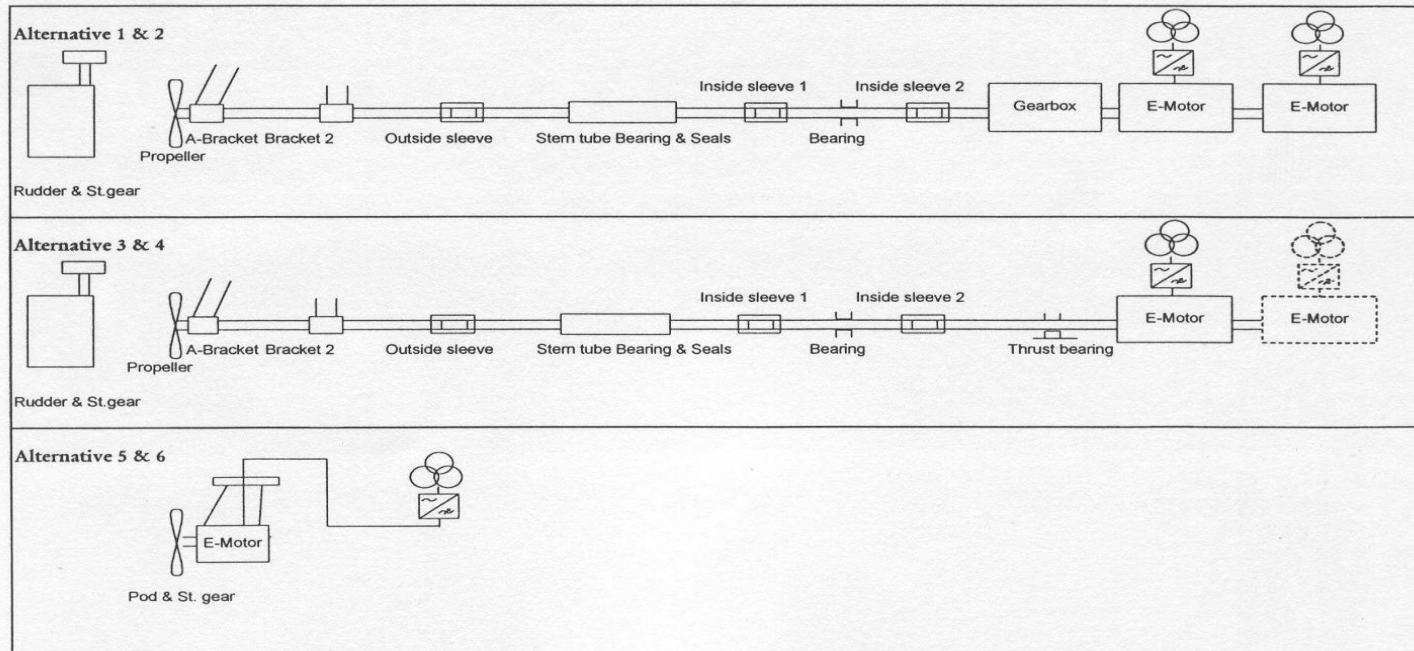 Alternative 1 & 2
Inside sleeve 1 Inside sleeve 2
Gearbox E-Motor E-Motor
A-Bracket Bracket 2 Outside sleeve Stern tube Bearing & Seals Bearing
Propeller
Rudder & St.gear
Alternative 3 & 4
Inside sleeve 1 Inside sleeve 2
E-Motor E-Motor
A-Bracket Bracket 2 Outside sleeve Stern tube Bearing & Seals Bearing Thrust bearing
Propeller
Rudder & St.gear
Alternative 5 & 6
E-Motor
Pod & St. gear